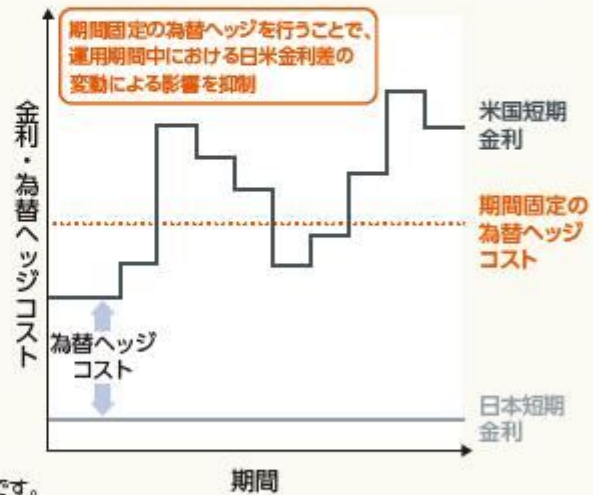 期間固定の為替ヘッジを行うことで、
運用期間中における日米金利差の
変動による影響を抑制
金利・為替ヘッジコスト
米国短期
金利
期間固定の
為替ヘッジ
コスト
為替ヘッジ
コスト
日本短期
金利
期間
です。